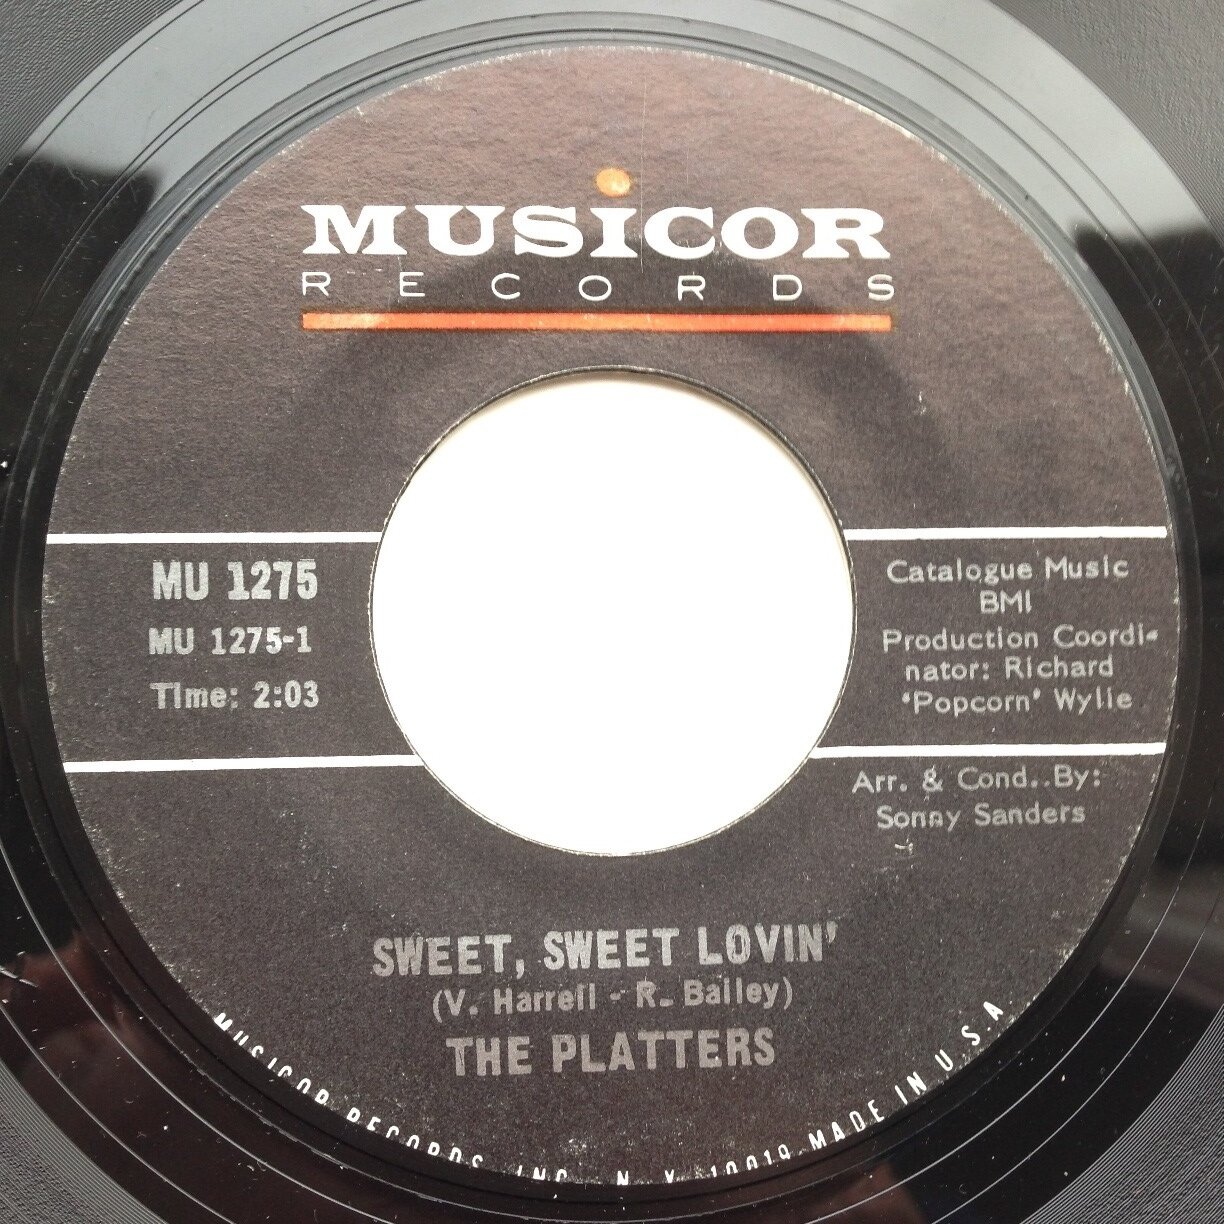 MUSICOR
RECORDS
MU 1275
MU 1275-1
Time: 2:03
Catalogue Music
BMI
Production Coordi-
nator: Richard
'Popcorn' Wylie
Arr. & Cond..By:
Sonny Sanders
SWEET, SWEET LOVIN'
(V. Harrell - R. Bailey)
THE PLATTERS
MUSICOR RECORDS, INC., N.Y. 10019 MADE IN U.S.A